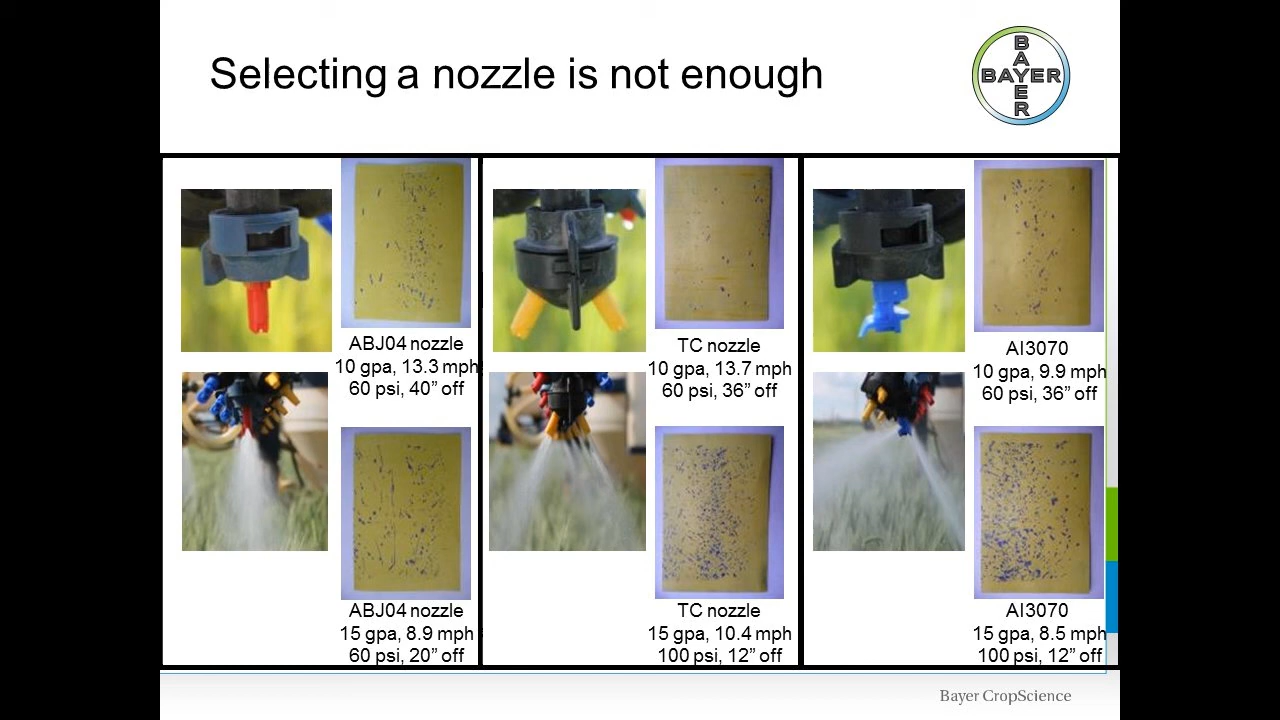 Selecting a nozzle is not enough
BAYER
BAYER
ABJ04 nozzle
10 gpa, 13.3 mph
60 psi, 40” off
TC nozzle
10 gpa, 13.7 mph
60 psi, 36” off
AI3070
10 gpa, 9.9 mph
60 psi, 36” off
ABJ04 nozzle
15 gpa, 8.9 mph
60 psi, 20” off
TC nozzle
15 gpa, 10.4 mph
100 psi, 12” off
AI3070
15 gpa, 8.5 mph
100 psi, 12” off
Bayer CropScience